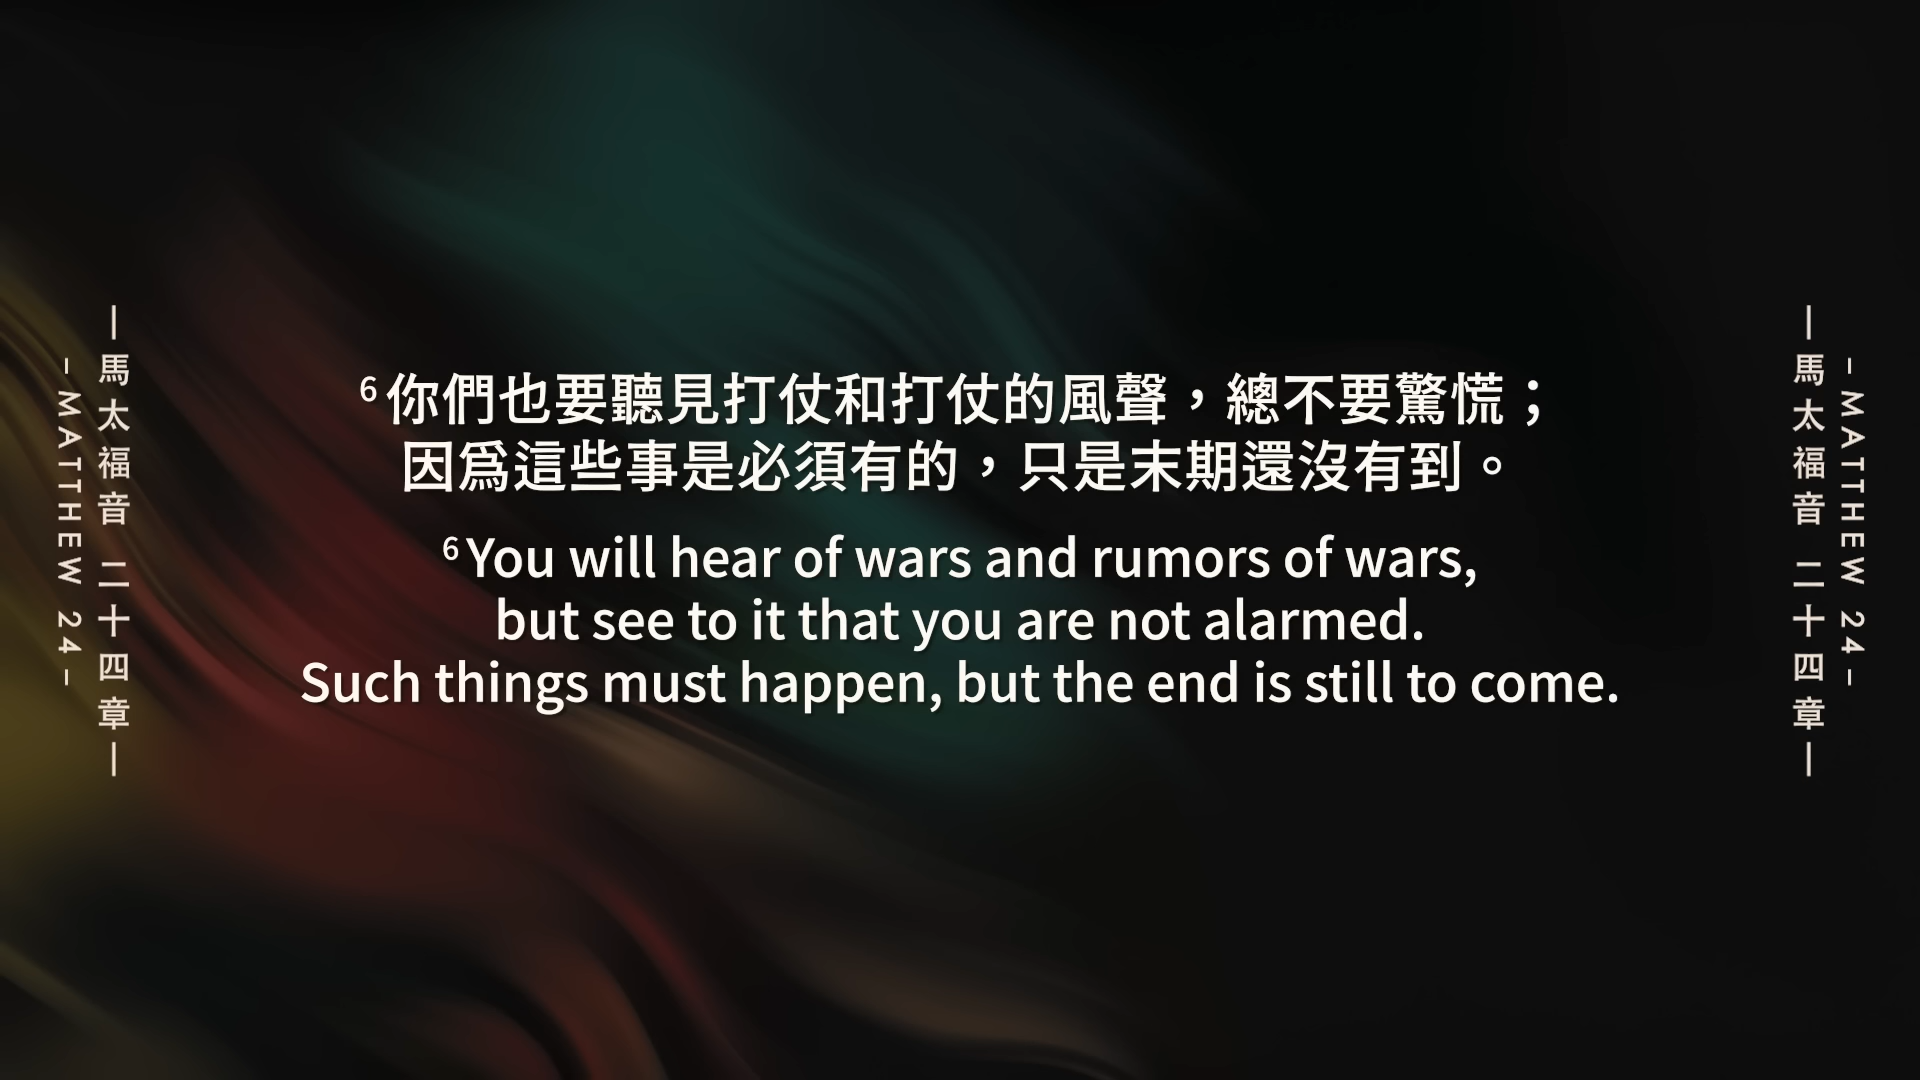 ⁶你們也要聽見打仗和打仗的風聲，總不要驚慌；
因爲這些事是必須有的，只是末期還沒有到。
⁶You will hear of wars and rumors of wars,
but see to it that you are not alarmed.
Such things must happen, but the end is still to come.
—馬太福音 二十四章—
– MATTHEW 24 –
—馬太福音 二十四章—
– MATTHEW 24 –